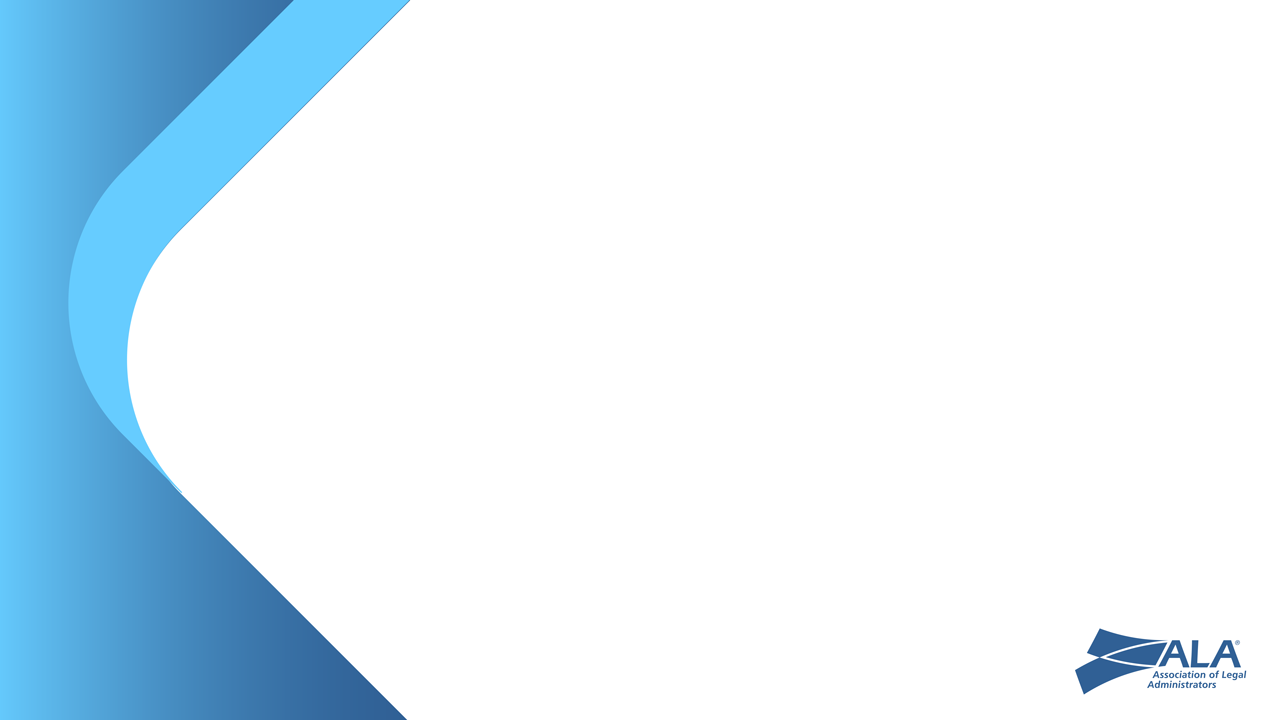 ALA®
Association of Legal
Administrators